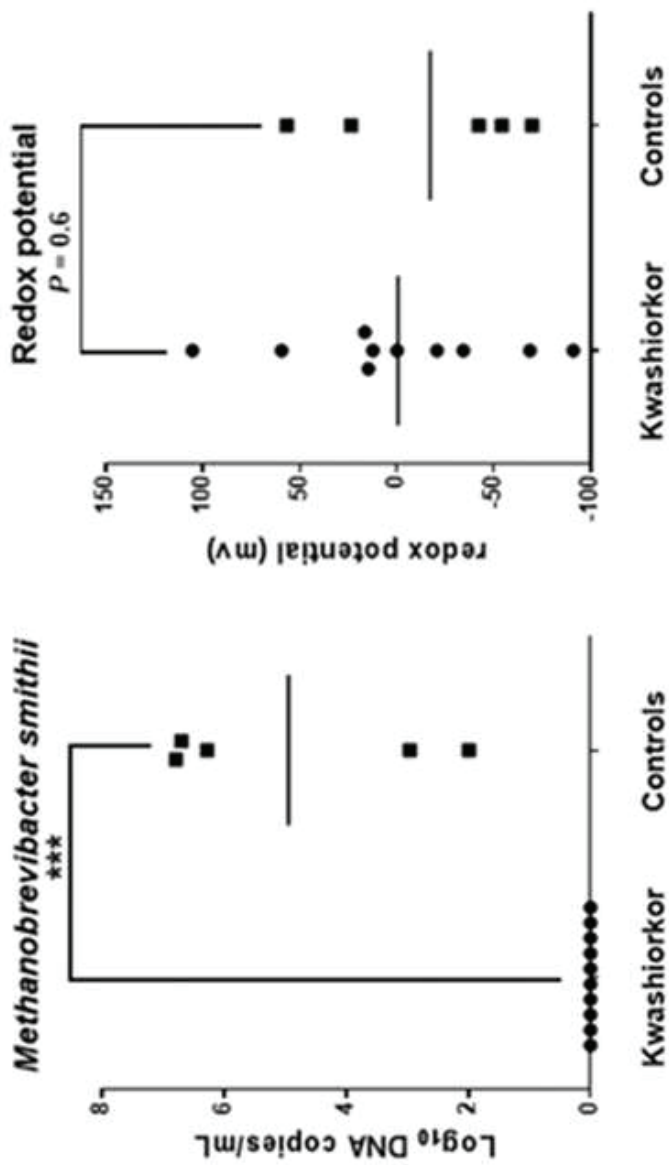 Methanobrevibacter smithii
***
Log10 DNA copies/mL
8
6
4
2
0
Kwashiorkor
Controls
Redox potential
P = 0.6
redox potential (mv)
150
100
50
0
-50
-100
Kwashiorkor
Controls